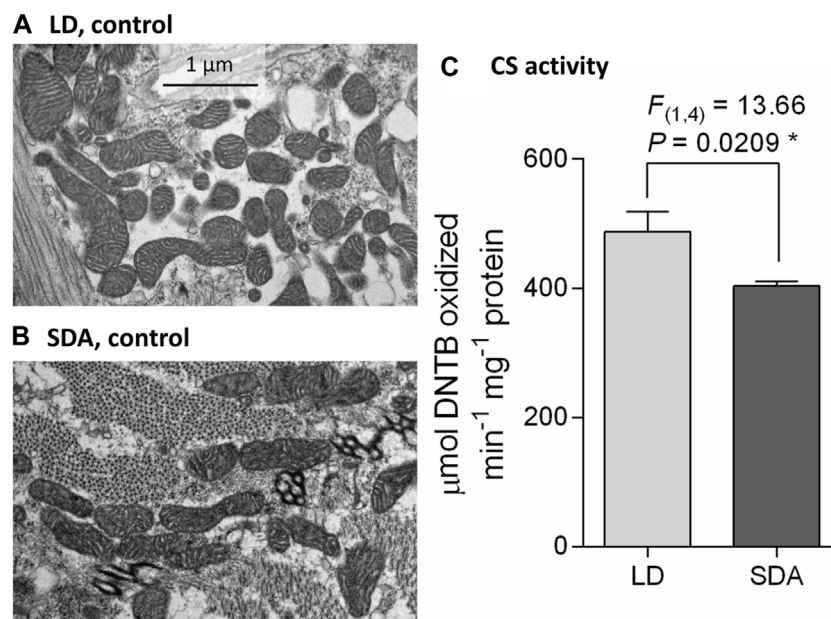 A LD, control
1 μm
B SDA, control
C CS activity
F(1,4) = 13.66
P = 0.0209 *
μmol DNTB oxidized
min⁻¹ mg⁻¹ protein
600
400
200
0
LD
SDA